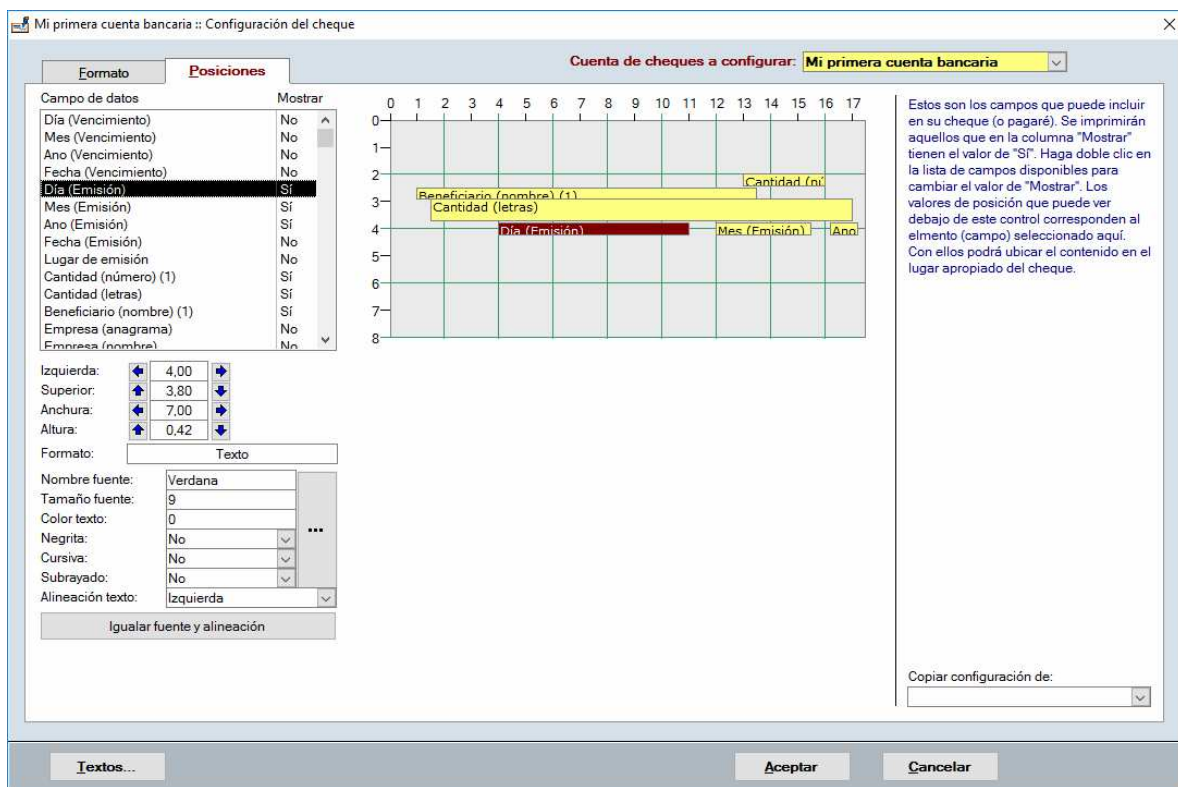 Mi primera cuenta bancaria :: Configuración del cheque
Formato
Posiciones
Cuenta de cheques a configurar: Mi primera cuenta bancaria
Campo de datos Mostrar
Día (Vencimiento) No
Mes (Vencimiento) No
Ano (Vencimiento) No
Fecha (Vencimiento) No
Día (Emisión) Sí
Mes (Emisión) Sí
Ano (Emisión) Sí
Fecha (Emisión) No
Lugar de emisión No
Cantidad (número) (1) Sí
Cantidad (letras) Sí
Beneficiario (nombre) (1) Sí
Empresa (anagrama) No
Empresa (nombre) No
Izquierda: 4,00
Superior: 3,80
Anchura: 7,00
Altura: 0,42
Formato: Texto
Nombre fuente: Verdana
Tamaño fuente: 9
Color texto: 0
...
Negrita: No
Cursiva: No
Subrayado: No
Alineación texto: Izquierda
Igualar fuente y alineación
0 1 2 3 4 5 6 7 8 9 10 11 12 13 14 15 16 17
0
1
2
3
4
5
6
7
8
Cantidad (nú
Beneficiario (nombre) (1)
Cantidad (letras)
Día (Emisión)
Mes (Emisión)
Ano
Estos son los campos que puede incluir
en su cheque (o pagaré). Se imprimirán
aquellos que en la columna "Mostrar"
tienen el valor de "Sí". Haga doble clic en
la lista de campos disponibles para
cambiar el valor de "Mostrar". Los
valores de posición que puede ver
debajo de este control corresponden al
elmento (campo) seleccionado aquí.
Con ellos podrá ubicar el contenido en el
lugar apropiado del cheque.
Copiar configuración de:
Textos...
Aceptar
Cancelar